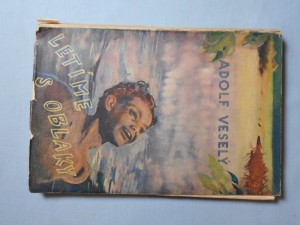 ADOLF VESELÝ
LETÍME
S OBLAKY